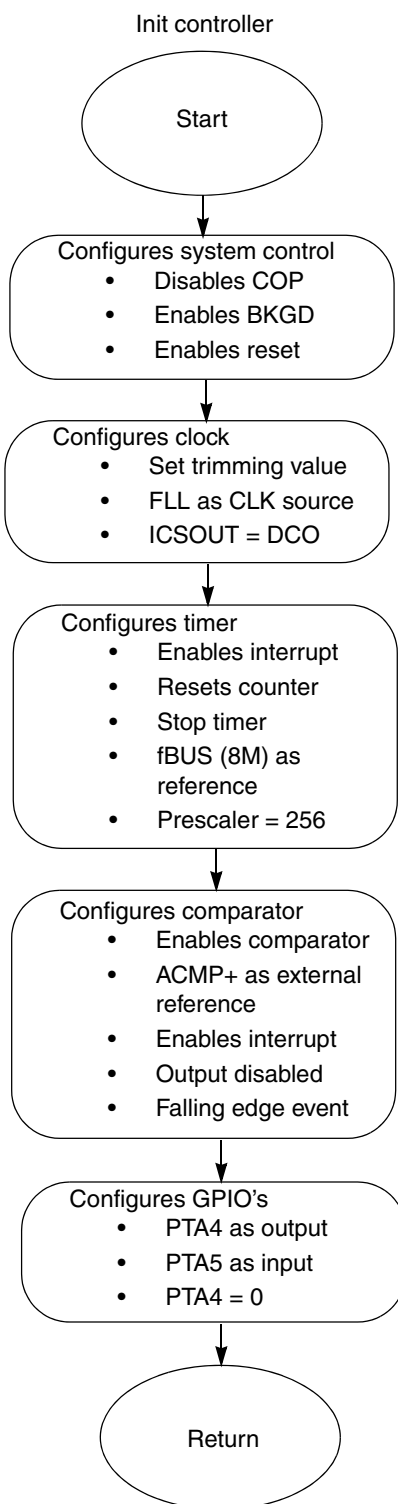 Init controller
Start
Configures system control
• Disables COP
• Enables BKGD
• Enables reset
Configures clock
• Set trimming value
• FLL as CLK source
• ICSOUT = DCO
Configures timer
• Enables interrupt
• Resets counter
• Stop timer
• fBUS (8M) as
reference
• Prescaler = 256
Configures comparator
• Enables comparator
• ACMP+ as external
reference
• Enables interrupt
• Output disabled
• Falling edge event
Configures GPIO's
• PTA4 as output
• PTA5 as input
• PTA4 = 0
Return